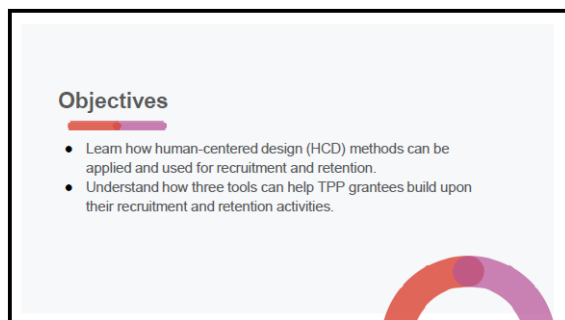 Objectives
● Learn how human-centered design (HCD) methods can be
applied and used for recruitment and retention.
● Understand how three tools can help TPP grantees build upon
their recruitment and retention activities.